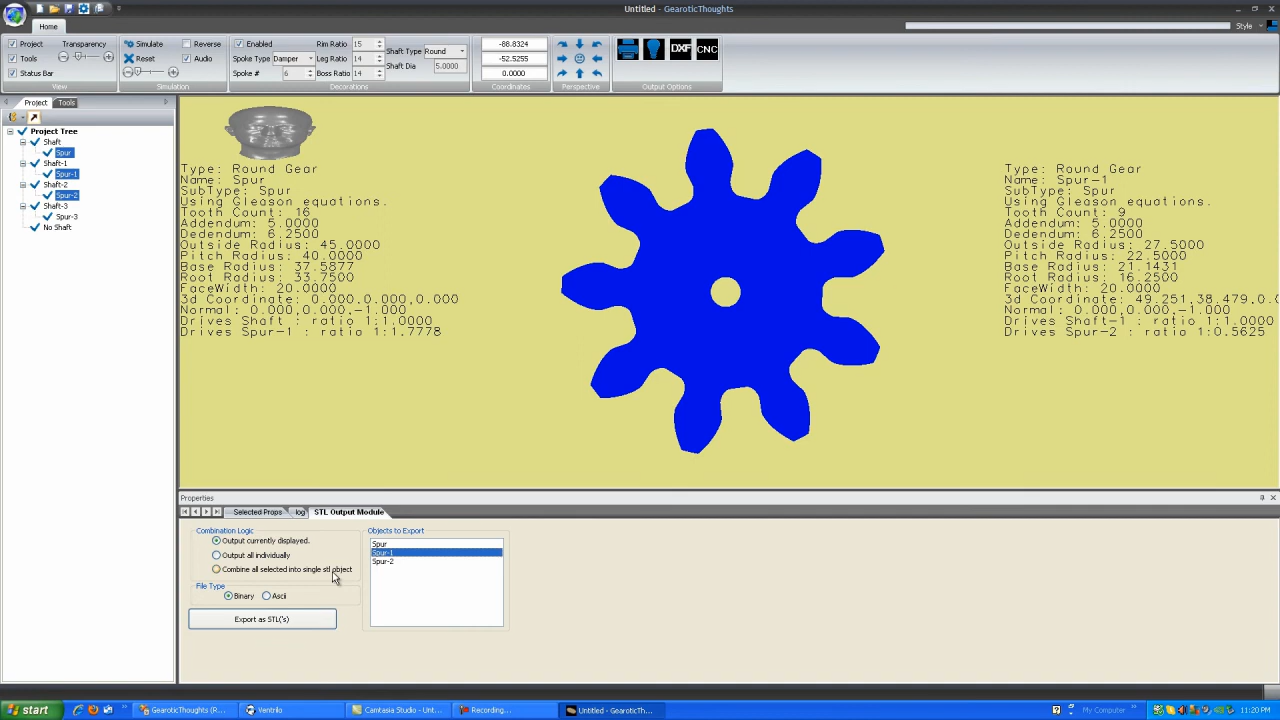 Untitled - GearoticThoughts
Home
Style
Project
Transparency
Tools
Status Bar
View
Simulate
Reverse
Reset
Audio
Simulation
Enabled
Rim Ratio
15
Shaft Type
Round
Spoke Type
Damper
Leg Ratio
14
Shaft Dia
5.0000
Spoke #
6
Boss Ratio
14
Decorations
-88.8324
-52.5255
0.0000
Coordinates
Perspective
DXF
CNC
Output Options
Project
Tools
Project Tree
Shaft
Spur
Shaft-1
Spur-1
Shaft-2
Spur-2
Shaft-3
Spur-3
No Shaft
Type: Round Gear
Name: Spur
SubType: Spur
Using Gleason equations.
Tooth Count: 16
Addendum: 5.0000
Dedendum: 6.2500
Outside Radius: 45.0000
Pitch Radius: 40.0000
Base Radius: 37.5877
Root Radius: 33.7500
FaceWidth: 20.0000
3d Coordinate: 0.000,0.000,0.000
Normal: 0.000,0.000,-1.000
Drives Shaft : ratio 1:1.0000
Drives Spur-1 : ratio 1:1.7778
Type: Round Gear
Name: Spur-1
SubType: Spur
Using Gleason equations.
Tooth Count: 9
Addendum: 5.0000
Dedendum: 6.2500
Outside Radius: 27.5000
Pitch Radius: 22.5000
Base Radius: 21.1431
Root Radius: 16.2500
FaceWidth: 20.0000
3d Coordinate: 49.251,38.479,0.0
Normal: 0.000,0.000,-1.000
Drives Shaft-1 : ratio 1:1.0000
Drives Spur-2 : ratio 1:0.5625
Properties
Selected Props
log
STL Output Module
Combination Logic
Output currently displayed.
Output all individually
Combine all selected into single stl object
File Type
Binary
Ascii
Export as STL('s)
Objects to Export
Spur
Spur-1
Spur-2
start
GearoticThoughts (R...
Ventrilo
Camtasia Studio - Unt...
Recording...
Untitled - GearoticTh...
My Computer
11:20 PM